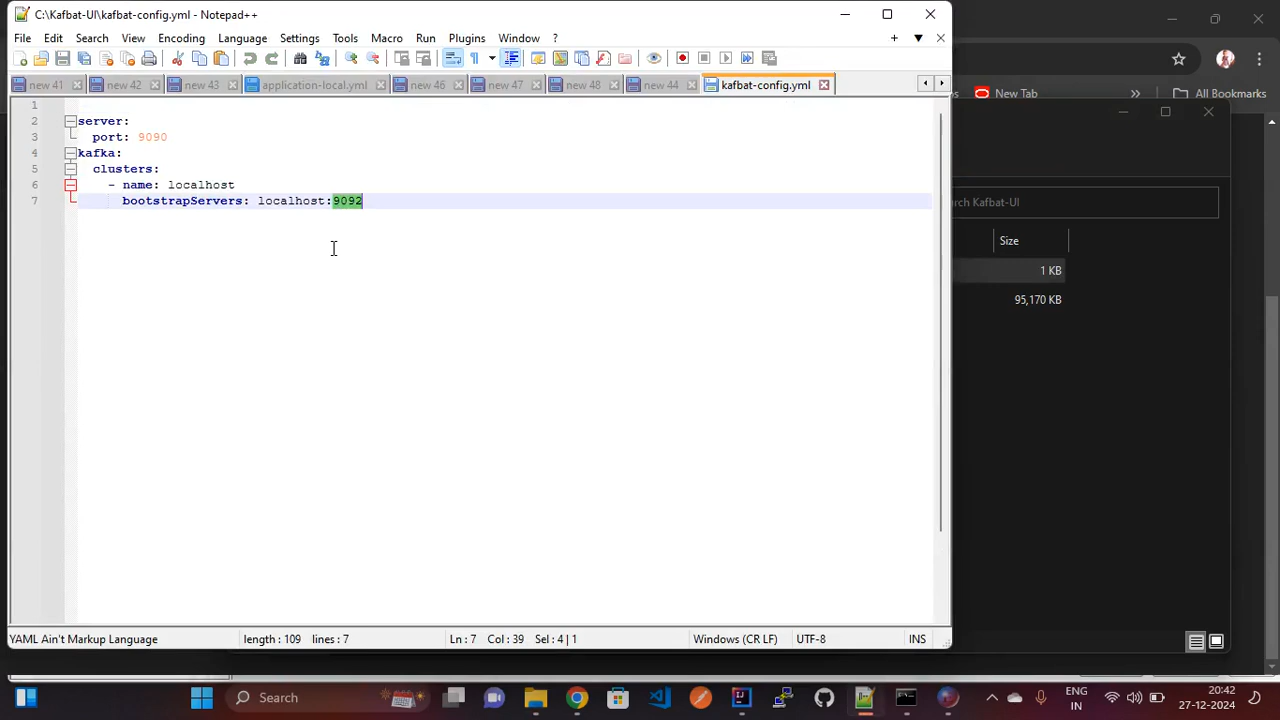 C:\Kafbat-UI\kafbat-config.yml - Notepad++
File Edit Search View Encoding Language Settings Tools Macro Run Plugins Window ?
new 41 new 42 new 43 application-local.yml new 46 new 47 new 48 new 44 kafbat-config.yml
New Tab
All Bookmarks
1
2 server:
3 port: 9090
4 kafka:
5 clusters:
6 - name: localhost
7 bootstrapServers: localhost:9092
rch Kafbat-UI
Size
1 KB
95,170 KB
YAML Ain't Markup Language length : 109 lines : 7 Ln : 7 Col : 39 Sel : 4 | 1 Windows (CR LF) UTF-8 INS
Search
ENG
IN
20:42
27-12-2024